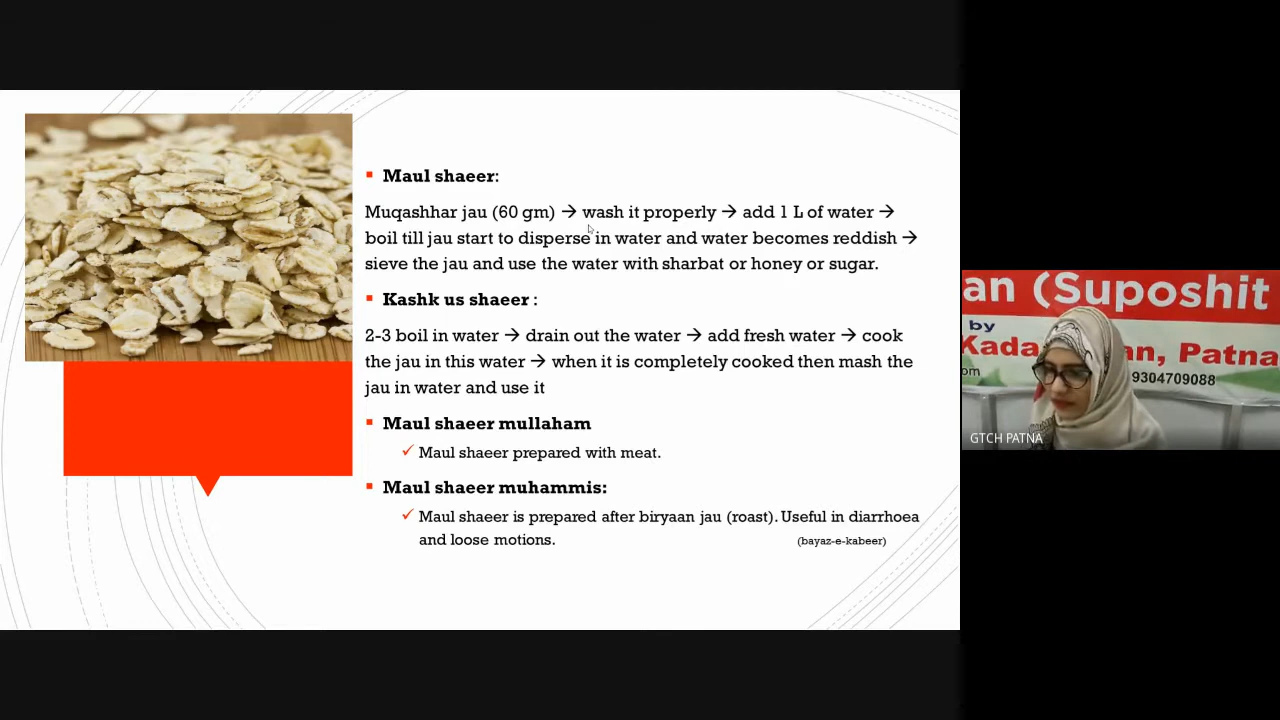 Maul shaeer:
Muqashhar jau (60 gm) → wash it properly → add 1 L of water →
boil till jau start to disperse in water and water becomes reddish →
sieve the jau and use the water with sharbat or honey or sugar.
Kashk us shaeer :
2-3 boil in water → drain out the water → add fresh water → cook
the jau in this water → when it is completely cooked then mash the
jau in water and use it
Maul shaeer mullaham
Maul shaeer prepared with meat.
Maul shaeer muhammis:
Maul shaeer is prepared after biryaan jau (roast). Useful in diarrhoea
and loose motions. (bayaz-e-kabeer)
an (Suposhit
by
Kada an, Patna
om 9304709088
GTCH PATNA